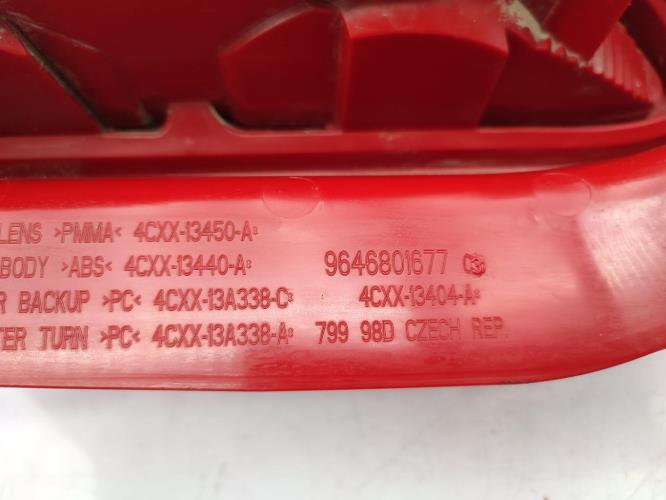 LENS >PMMA< 4CXX-13450-A
BODY >ABS< 4CXX-13440-A 9646801677
R BACKUP >PC< 4CXX-13A338-C 4CXX-13404-A
TER TURN >PC< 4CXX-13A338-A 799 98D CZECH REP.